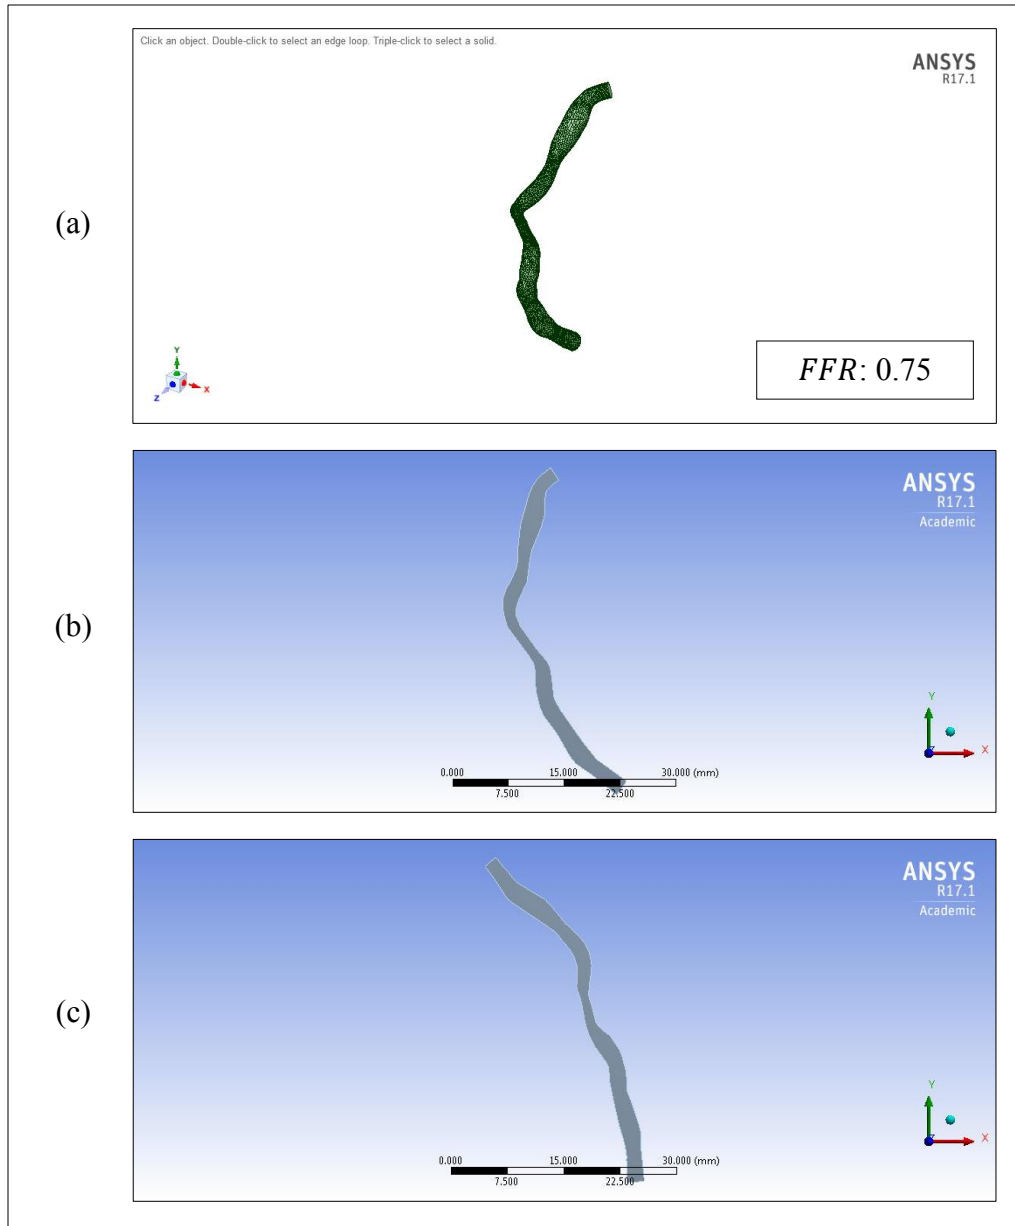 Click an object. Double-click to select an edge loop. Triple-click to select a solid.
ANSYS
R17.1
(a)
Y
X
Z
FFR: 0.75
ANSYS
R17.1
Academic
(b)
Y
X
Z
0.000 15.000 30.000 (mm)
7.500 22.500
ANSYS
R17.1
Academic
(c)
Y
X
Z
0.000 15.000 30.000 (mm)
7.500 22.500